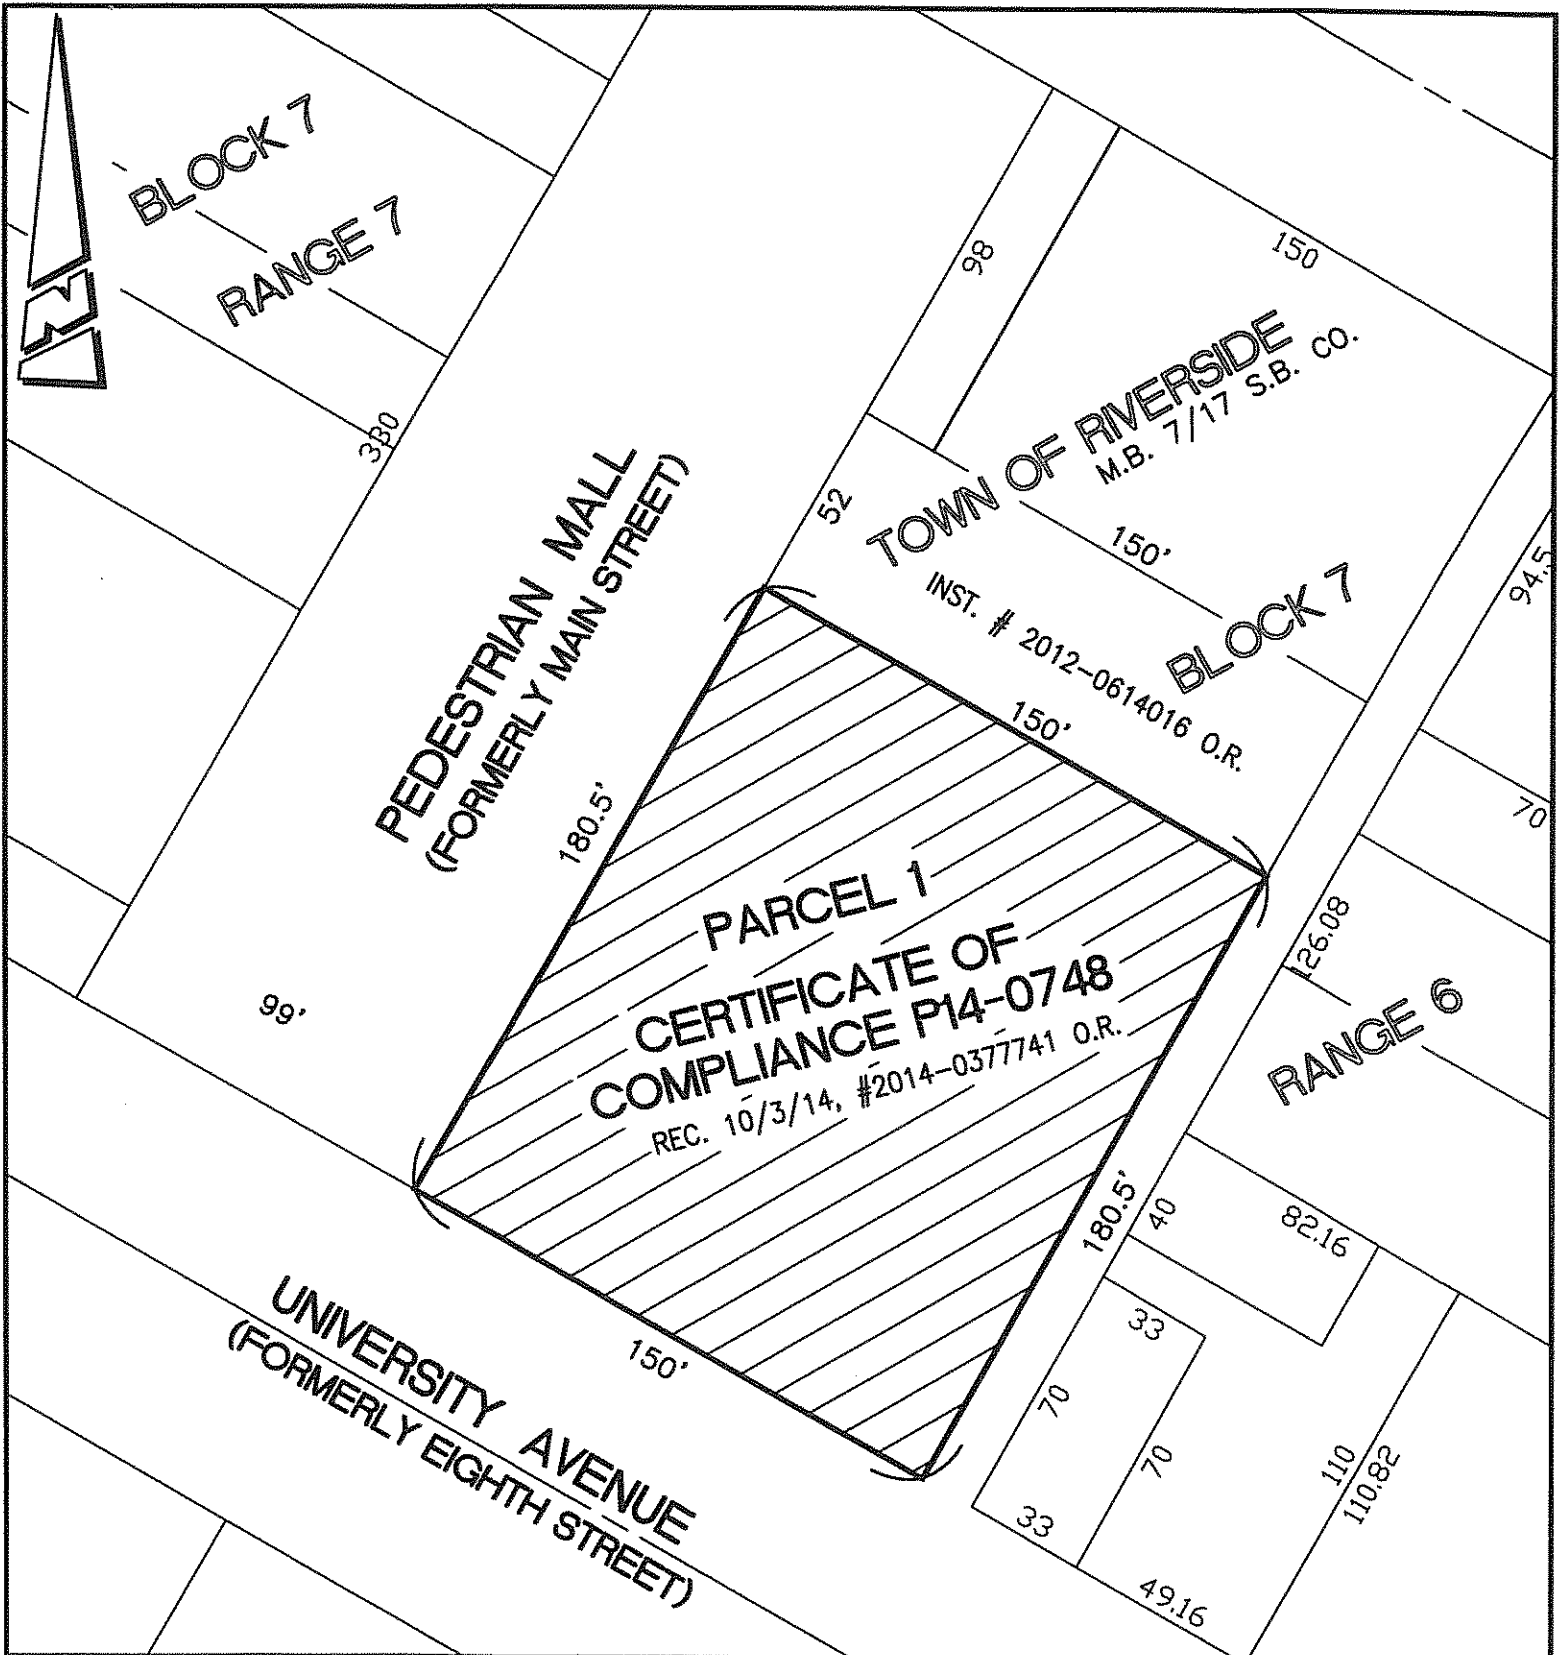 N
BLOCK 7
RANGE 7
330
98
150
TOWN OF RIVERSIDE
M.B. 7/17 S.B. CO.
52
150'
INST. # 2012-0614016 O.R.
BLOCK 7
94.5
70
PEDESTRIAN MALL
(FORMERLY MAIN STREET)
150'
180.5'
PARCEL 1
CERTIFICATE OF
COMPLIANCE P14-0748
REC. 10/3/14, #2014-0377741 O.R.
126.08
RANGE 6
99'
180.5'
40
82.16
33
70
70
110
110.82
33
49.16
150'
UNIVERSITY AVENUE
(FORMERLY EIGHTH STREET)